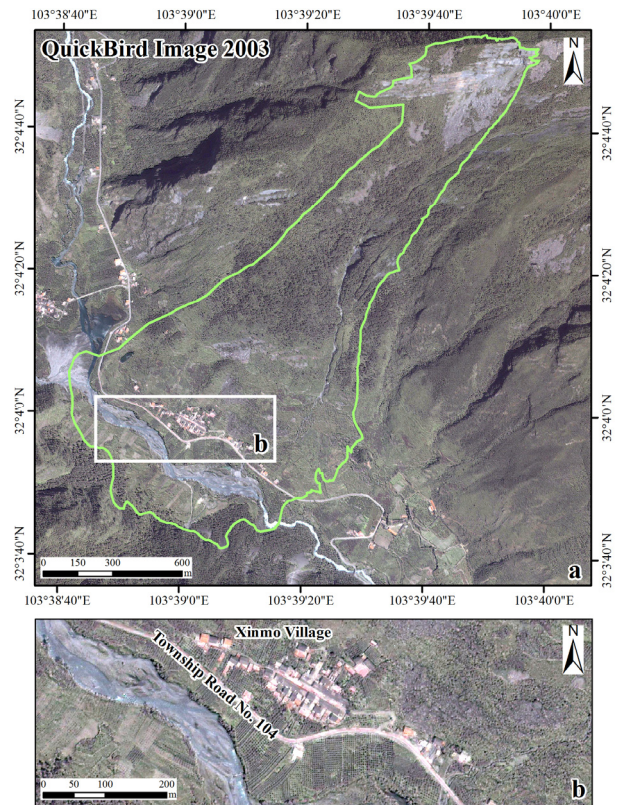 103°38'40"E 103°39'0"E 103°39'20"E 103°39'40"E 103°40'0"E
QuickBird Image 2003
N
32°4'40"N
32°4'40"N
32°4'20"N
32°4'20"N
32°4'0"N
32°4'0"N
b
32°3'40"N
32°3'40"N
0 150 300 600
m
a
103°38'40"E 103°39'0"E 103°39'20"E 103°39'40"E 103°40'0"E
Xinmo Village
N
Township Road No. 104
0 50 100 200
m
b